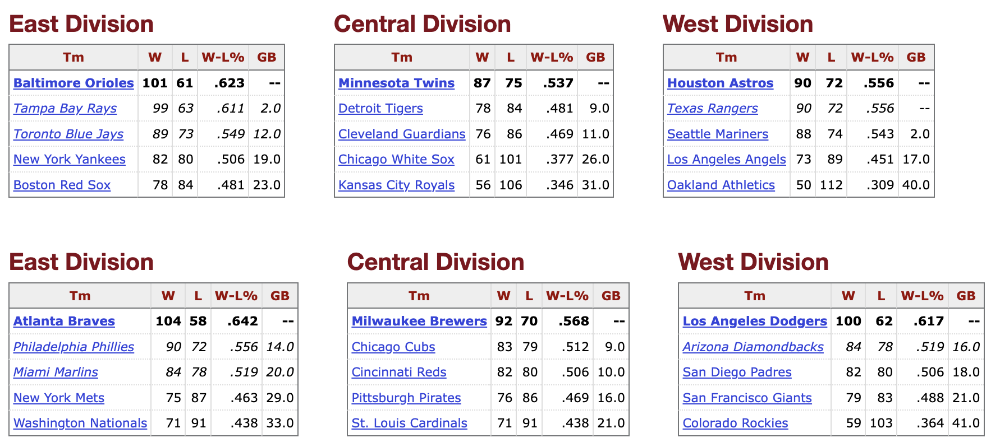 East Division
Tm W L W-L% GB
Baltimore Orioles 101 61 .623 --
Tampa Bay Rays 99 63 .611 2.0
Toronto Blue Jays 89 73 .549 12.0
New York Yankees 82 80 .506 19.0
Boston Red Sox 78 84 .481 23.0
Central Division
Tm W L W-L% GB
Minnesota Twins 87 75 .537 --
Detroit Tigers 78 84 .481 9.0
Cleveland Guardians 76 86 .469 11.0
Chicago White Sox 61 101 .377 26.0
Kansas City Royals 56 106 .346 31.0
West Division
Tm W L W-L% GB
Houston Astros 90 72 .556 --
Texas Rangers 90 72 .556 --
Seattle Mariners 88 74 .543 2.0
Los Angeles Angels 73 89 .451 17.0
Oakland Athletics 50 112 .309 40.0
East Division
Tm W L W-L% GB
Atlanta Braves 104 58 .642 --
Philadelphia Phillies 90 72 .556 14.0
Miami Marlins 84 78 .519 20.0
New York Mets 75 87 .463 29.0
Washington Nationals 71 91 .438 33.0
Central Division
Tm W L W-L% GB
Milwaukee Brewers 92 70 .568 --
Chicago Cubs 83 79 .512 9.0
Cincinnati Reds 82 80 .506 10.0
Pittsburgh Pirates 76 86 .469 16.0
St. Louis Cardinals 71 91 .438 21.0
West Division
Tm W L W-L% GB
Los Angeles Dodgers 100 62 .617 --
Arizona Diamondbacks 84 78 .519 16.0
San Diego Padres 82 80 .506 18.0
San Francisco Giants 79 83 .488 21.0
Colorado Rockies 59 103 .364 41.0